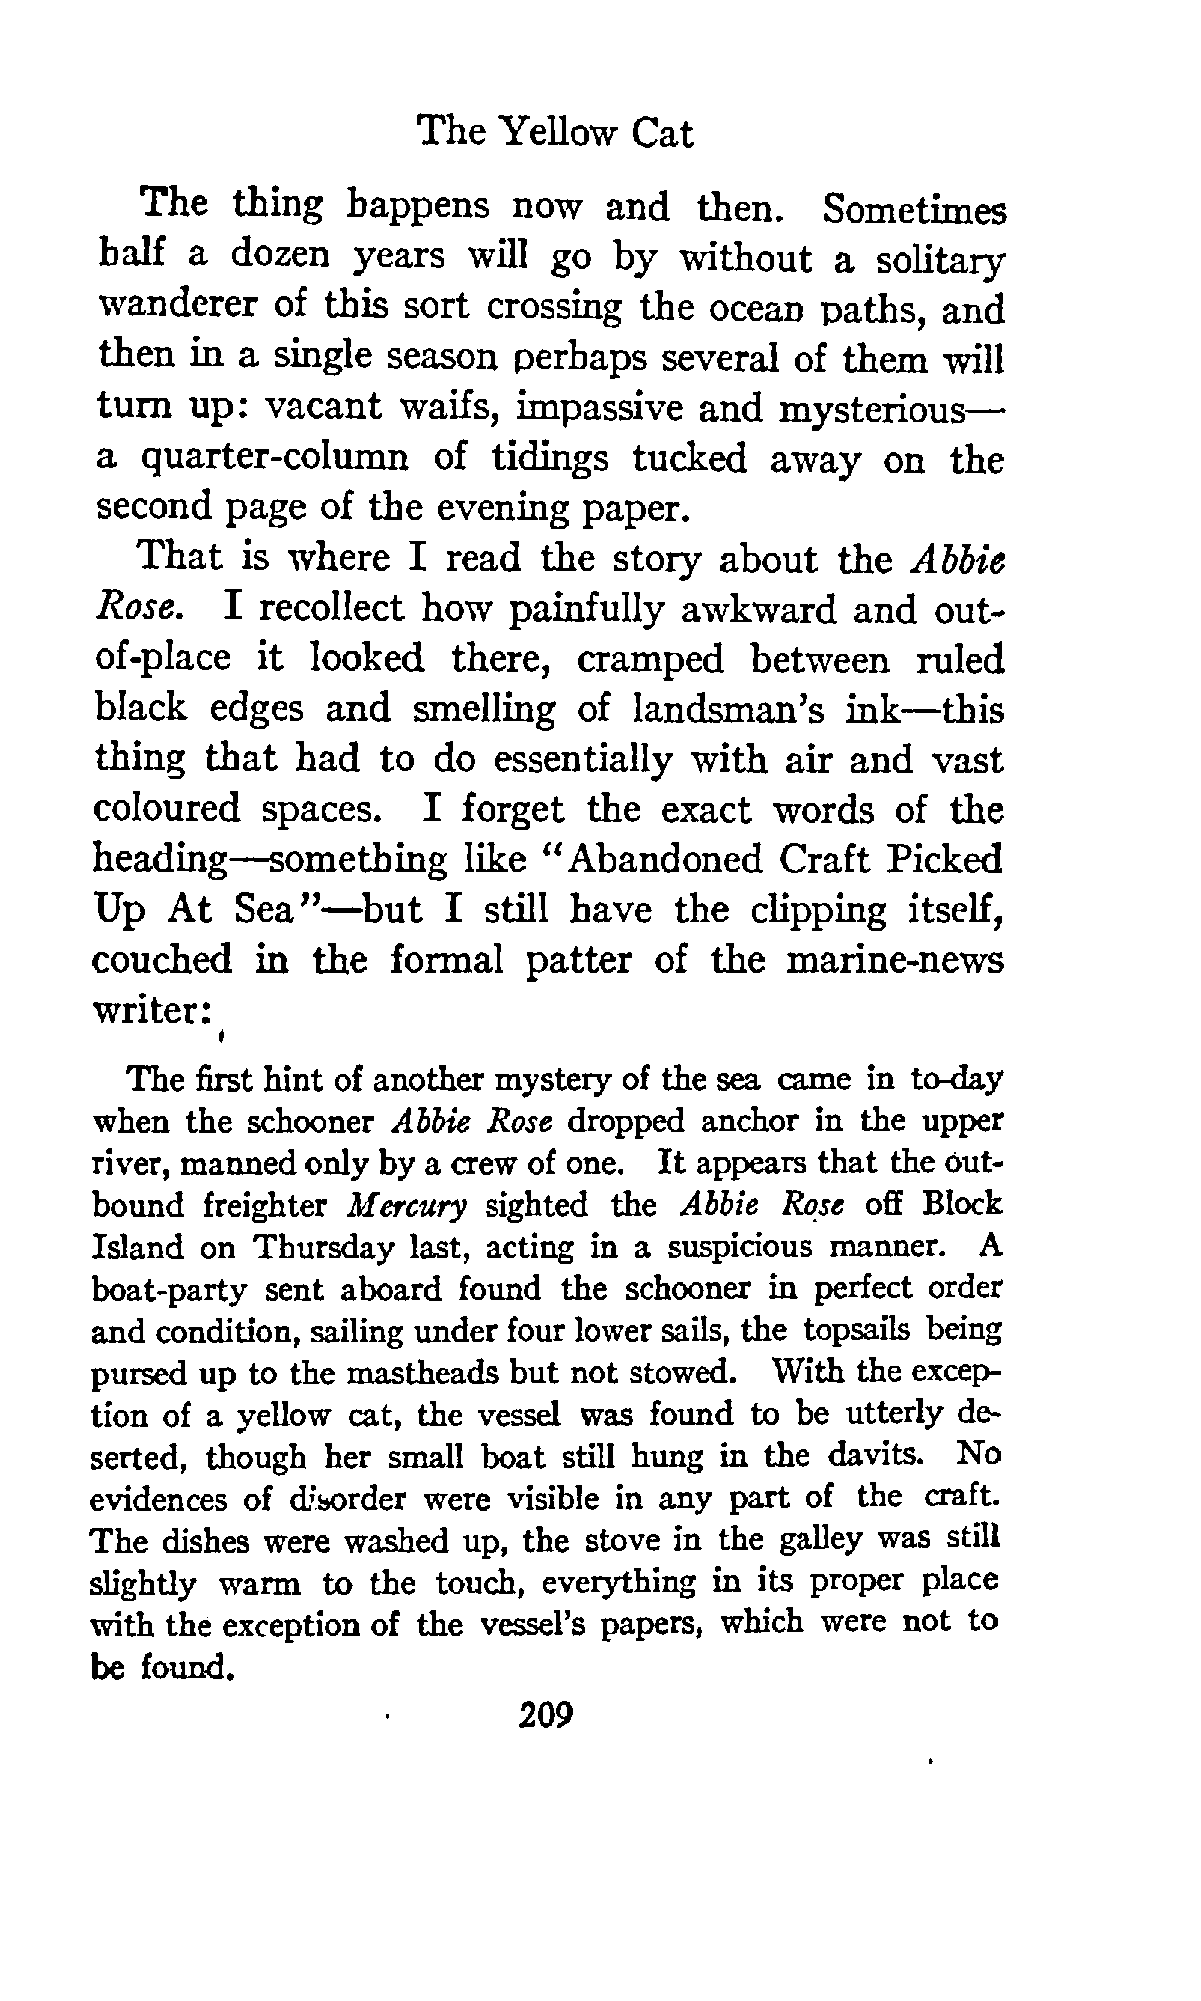 The Yellow Cat
The thing happens now and then. Sometimes
half a dozen years will go by without a solitary
wanderer of this sort crossing the ocean paths, and
then in a single season perhaps several of them will
turn up: vacant waifs, impassive and mysterious—
a quarter-column of tidings tucked away on the
second page of the evening paper.
That is where I read the story about the Abbie
Rose. I recollect how painfully awkward and out-
of-place it looked there, cramped between ruled
black edges and smelling of landsman's ink—this
thing that had to do essentially with air and vast
coloured spaces. I forget the exact words of the
heading—something like "Abandoned Craft Picked
Up At Sea"—but I still have the clipping itself,
couched in the formal patter of the marine-news
writer:
The first hint of another mystery of the sea came in to-day
when the schooner Abbie Rose dropped anchor in the upper
river, manned only by a crew of one. It appears that the out-
bound freighter Mercury sighted the Abbie Rose off Block
Island on Thursday last, acting in a suspicious manner. A
boat-party sent aboard found the schooner in perfect order
and condition, sailing under four lower sails, the topsails being
pursed up to the mastheads but not stowed. With the excep-
tion of a yellow cat, the vessel was found to be utterly de-
serted, though her small boat still hung in the davits. No
evidences of disorder were visible in any part of the craft.
The dishes were washed up, the stove in the galley was still
slightly warm to the touch, everything in its proper place
with the exception of the vessel's papers, which were not to
be found.
209